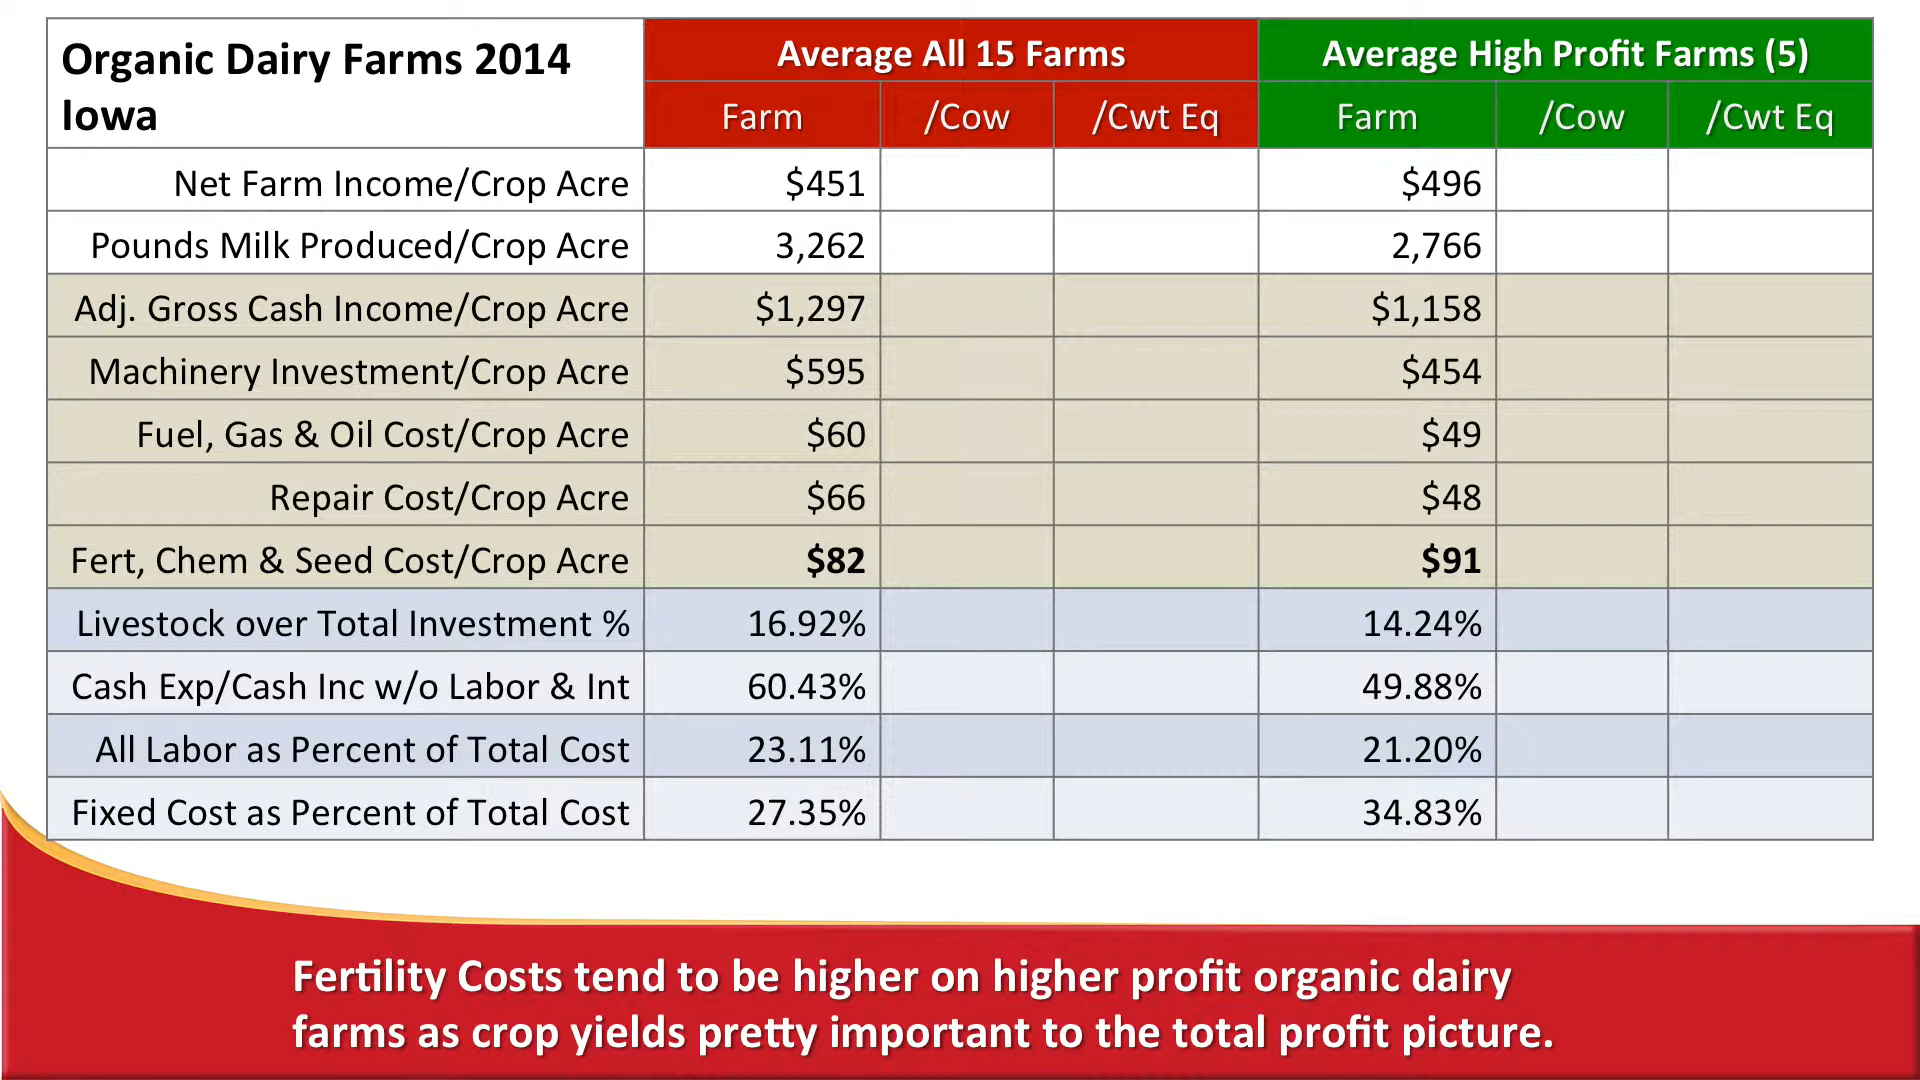 Organic Dairy Farms 2014
Iowa
Average All 15 Farms
Average High Profit Farms (5)
Farm /Cow /Cwt Eq Farm /Cow /Cwt Eq
Net Farm Income/Crop Acre $451 $496
Pounds Milk Produced/Crop Acre 3,262 2,766
Adj. Gross Cash Income/Crop Acre $1,297 $1,158
Machinery Investment/Crop Acre $595 $454
Fuel, Gas & Oil Cost/Crop Acre $60 $49
Repair Cost/Crop Acre $66 $48
Fert, Chem & Seed Cost/Crop Acre $82 $91
Livestock over Total Investment % 16.92% 14.24%
Cash Exp/Cash Inc w/o Labor & Int 60.43% 49.88%
All Labor as Percent of Total Cost 23.11% 21.20%
Fixed Cost as Percent of Total Cost 27.35% 34.83%
Fertility Costs tend to be higher on higher profit organic dairy
farms as crop yields pretty important to the total profit picture.